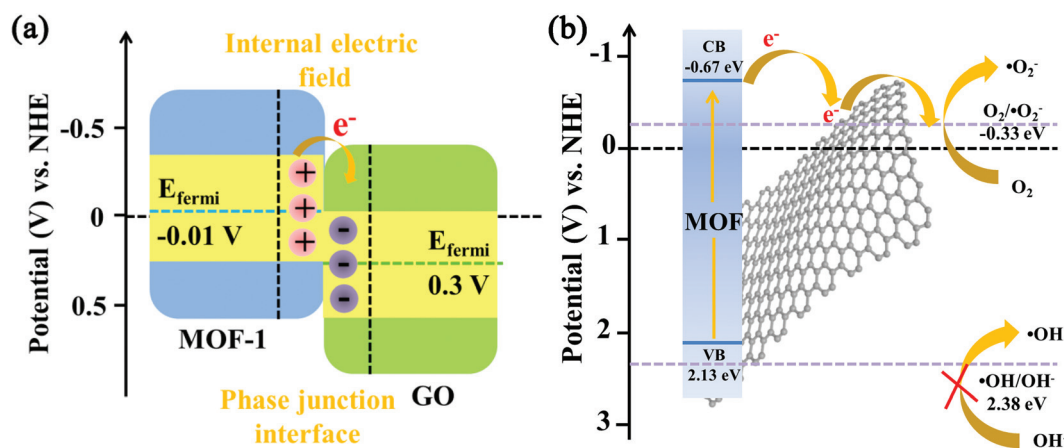 (a)
Internal electric
field
Potential (V) vs. NHE
-0.5
0
0.5
e-
+
+
+
-
-
-
Efermi
-0.01 V
Efermi
0.3 V
MOF-1
GO
Phase junction
interface
(b)
Potential (V) vs. NHE
-1
0
1
2
3
CB
-0.67 eV
MOF
VB
2.13 eV
e-
e-
•O2-
O2/•O2-
-0.33 eV
O2
•OH
•OH/OH-
2.38 eV
OH-